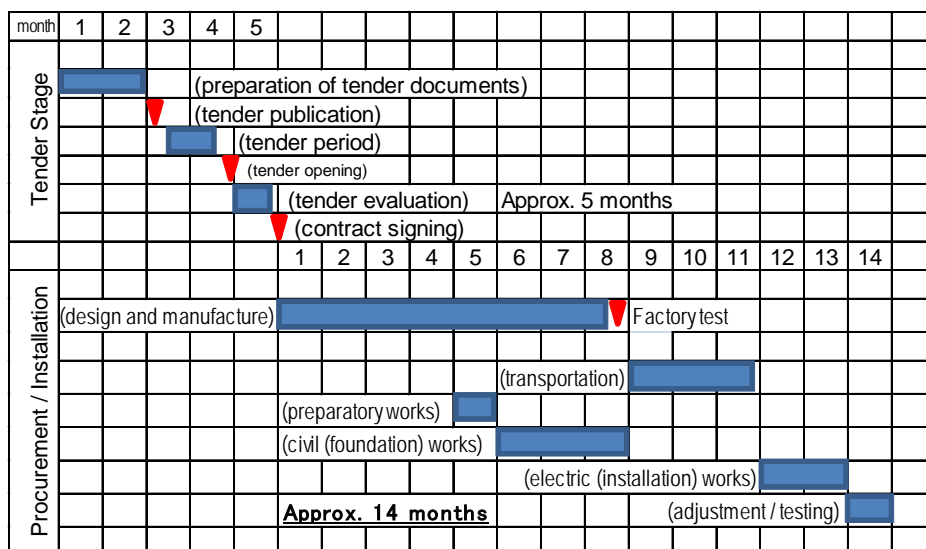 month 1 2 3 4 5
Tender Stage
(preparation of tender documents)
(tender publication)
(tender period)
(tender opening)
(tender evaluation) Approx. 5 months
(contract signing)
1 2 3 4 5 6 7 8 9 10 11 12 13 14
Procurement / Installation
(design and manufacture) Factory test
(transportation)
(preparatory works)
(civil (foundation) works)
(electric (installation) works)
Approx. 14 months (adjustment / testing)